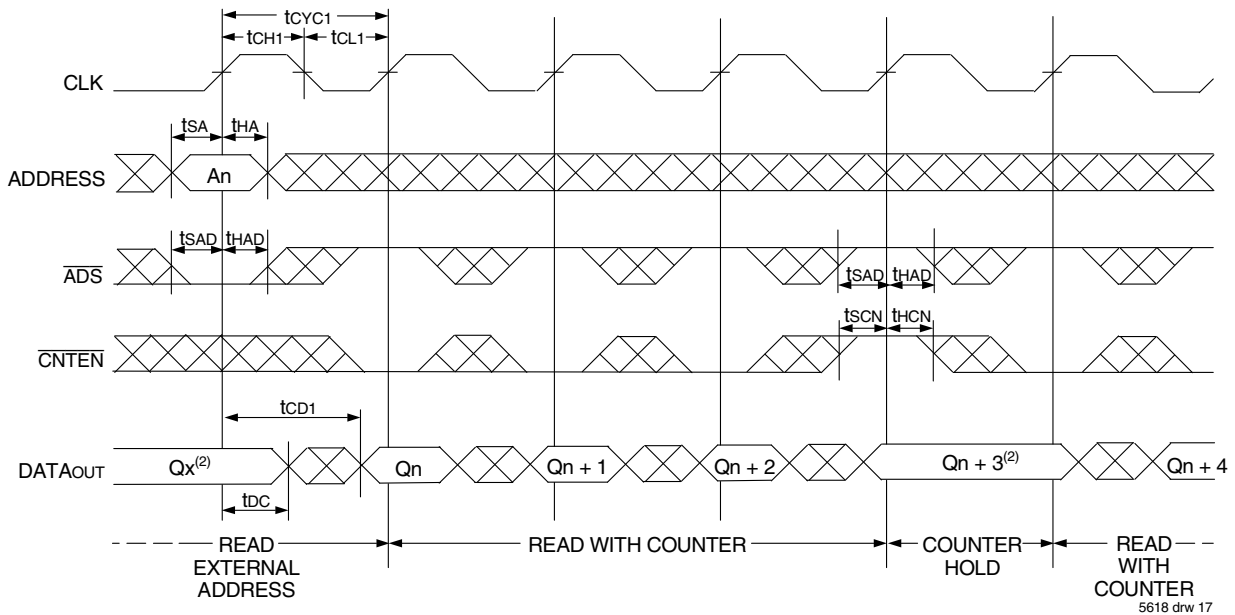 tCYC1
tCH1 tCL1
CLK
tSA tHA
ADDRESS An
tSAD tHAD
ADS tSAD tHAD
tSCN tHCN
CNTEN
tCD1
DATAOUT Qx(2) Qn Qn + 1 Qn + 2 Qn + 3(2) Qn + 4
tDC
READ EXTERNAL ADDRESS
READ WITH COUNTER
COUNTER HOLD
READ WITH COUNTER
5618 drw 17